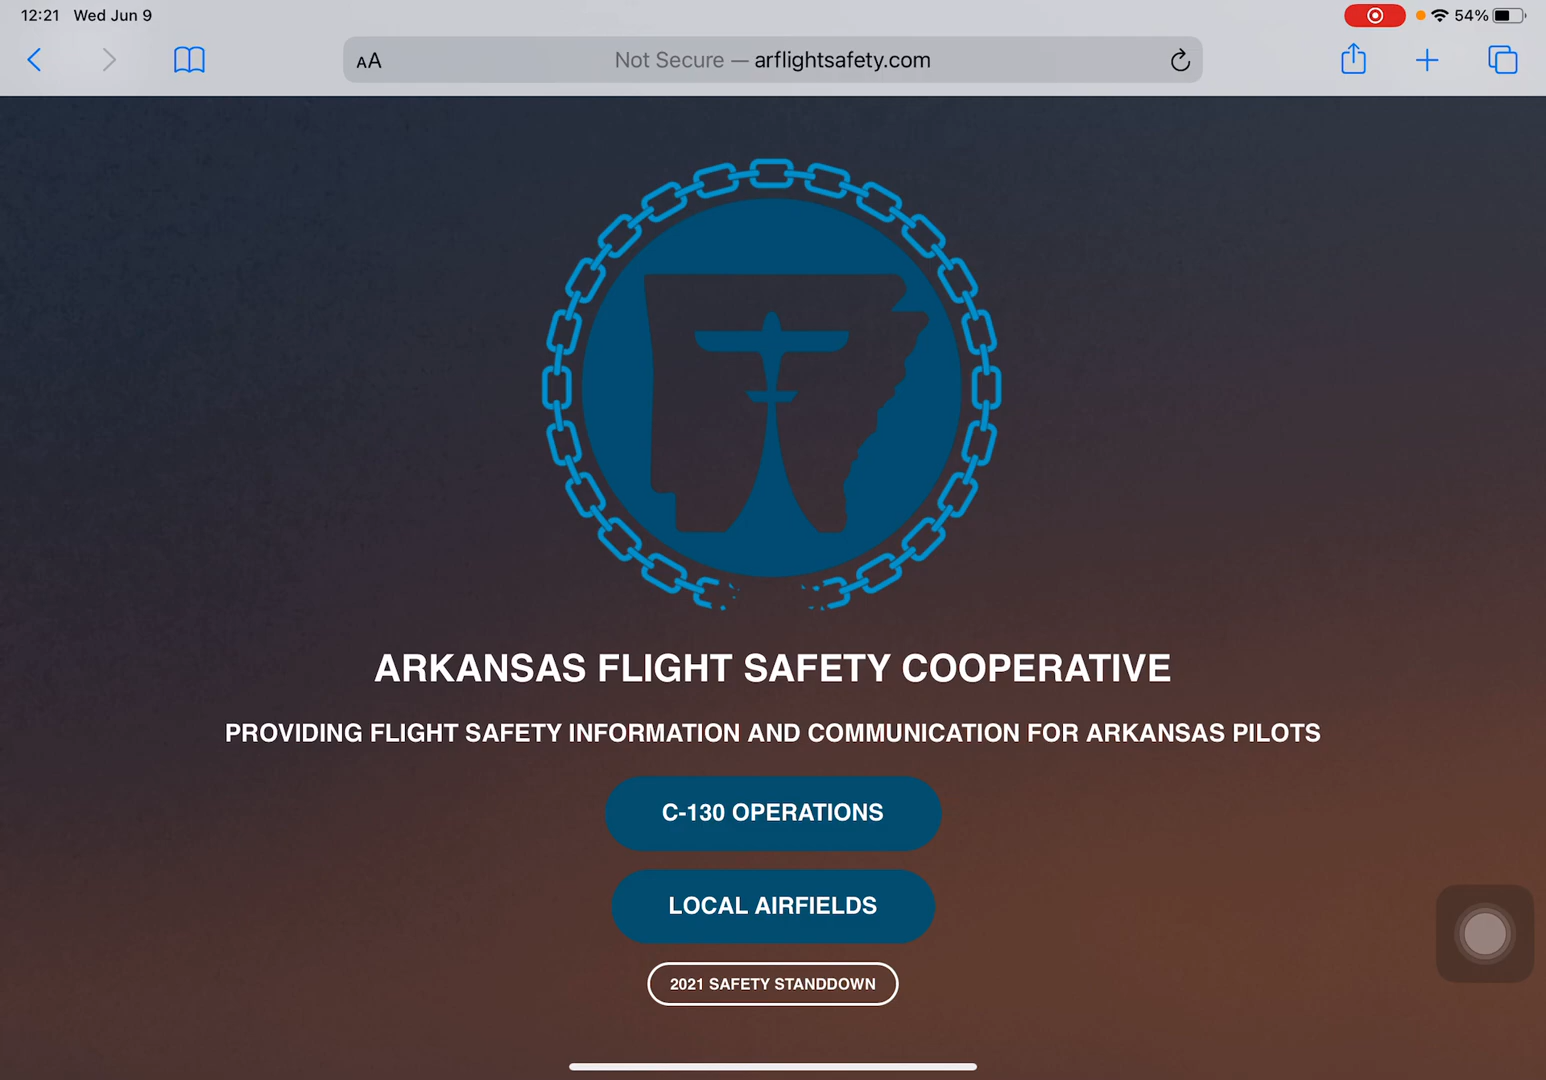 12:21 Wed Jun 9
54%
AA
Not Secure — arflightsafety.com
ARKANSAS FLIGHT SAFETY COOPERATIVE
PROVIDING FLIGHT SAFETY INFORMATION AND COMMUNICATION FOR ARKANSAS PILOTS
C-130 OPERATIONS
LOCAL AIRFIELDS
2021 SAFETY STANDDOWN